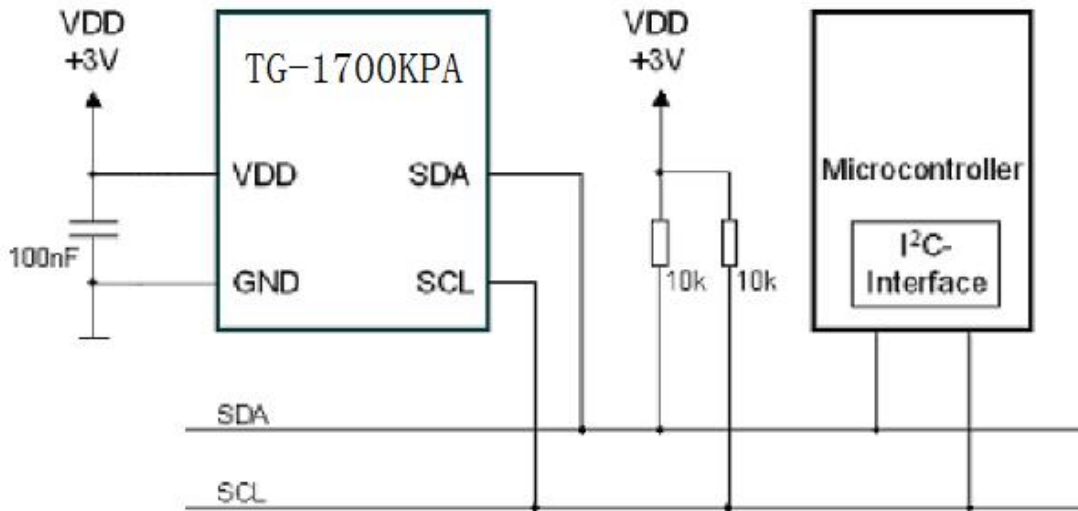 VDD
+3V
TG-1700KPA
VDD
+3V
VDD
SDA
Microcontroller
100nF
GND
SCL
10k
10k
I²C-
Interface
SDA
SCL